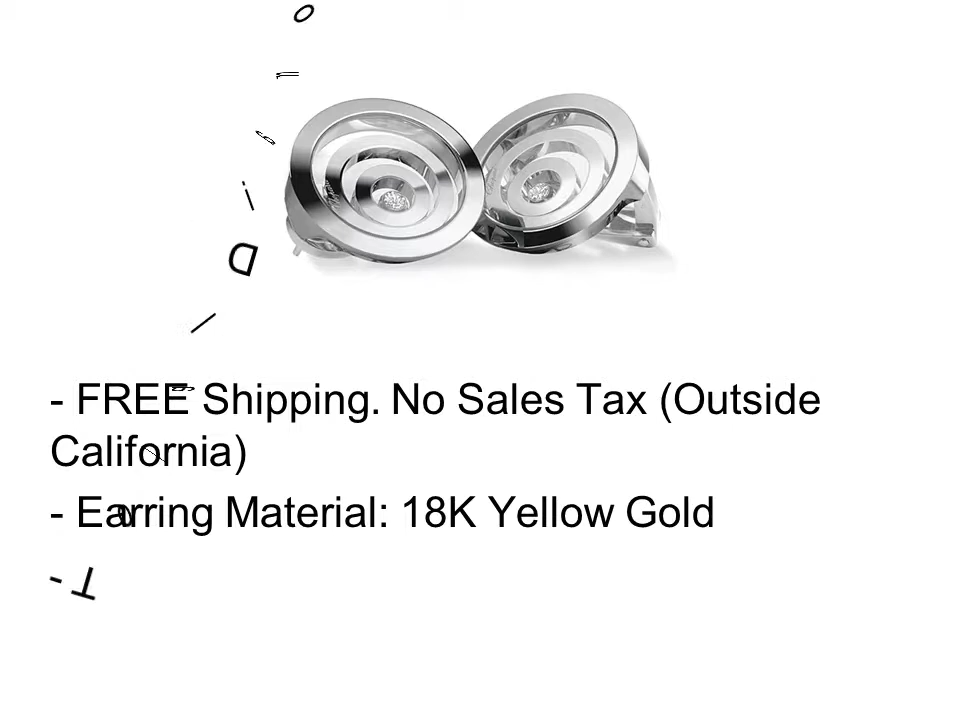 - FREE Shipping. No Sales Tax (Outside
California)
- Earring Material: 18K Yellow Gold
-